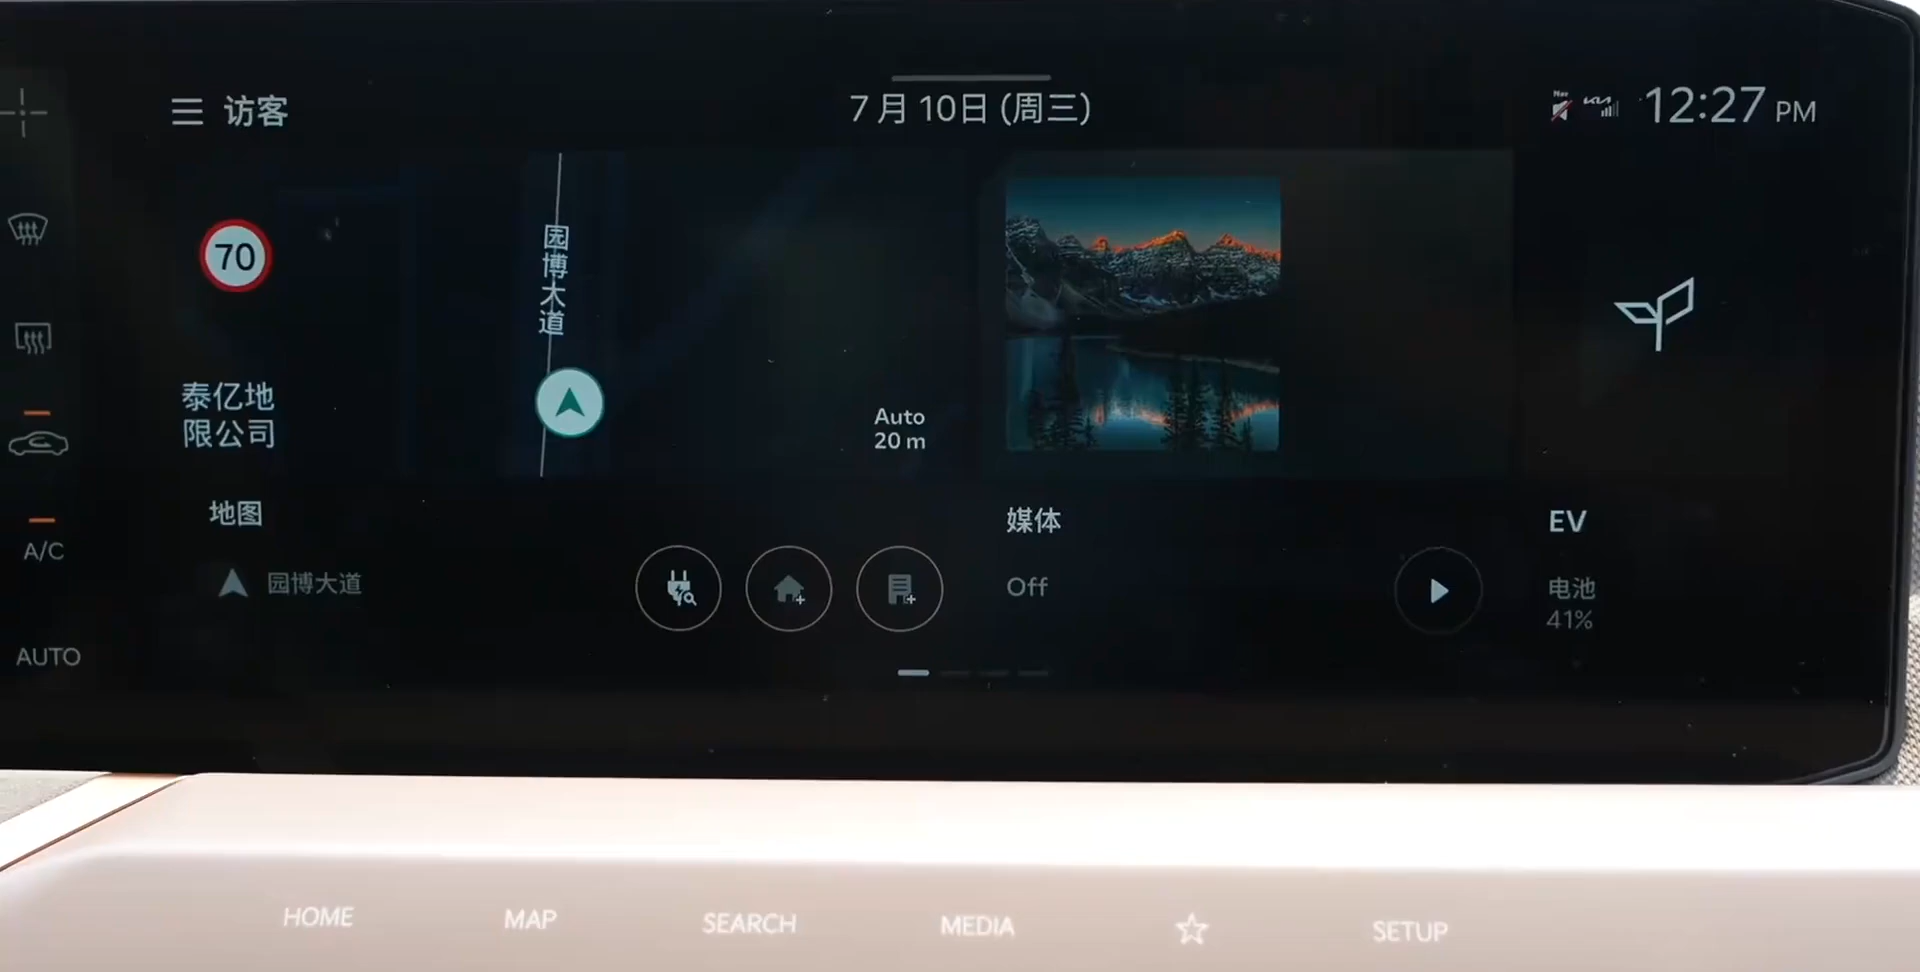 访客
7月10日 (周三)
Nav
KIA
12:27 PM
70
园博大道
泰亿地
限公司
Auto
20 m
地图
园博大道
媒体
Off
EV
电池
41%
A/C
AUTO
HOME
MAP
SEARCH
MEDIA
SETUP